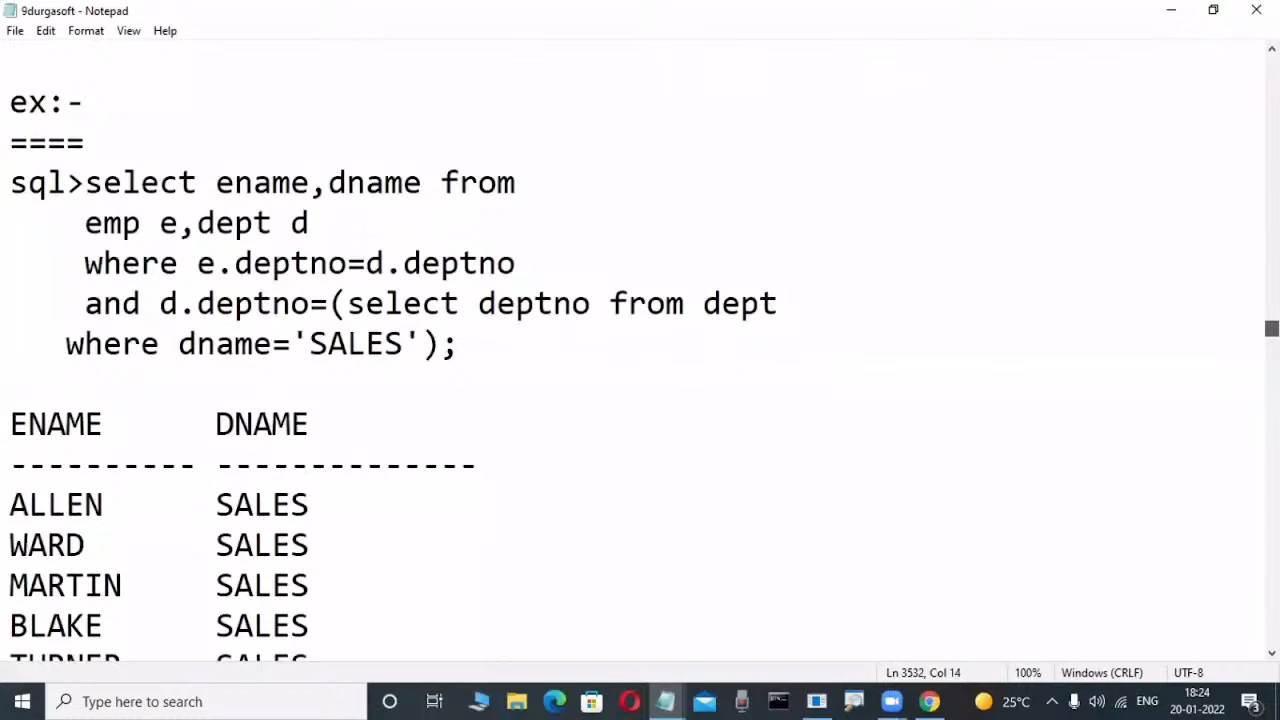 9durgasoft - Notepad
File Edit Format View Help
ex:-
====
sql>select ename,dname from
emp e,dept d
where e.deptno=d.deptno
and d.deptno=(select deptno from dept
where dname='SALES');
ENAME DNAME
---------- --------------
ALLEN SALES
WARD SALES
MARTIN SALES
BLAKE SALES
TURNER SALES
Ln 3532, Col 14 100% Windows (CRLF) UTF-8
Type here to search
25°C ENG 18:24
20-01-2022
3